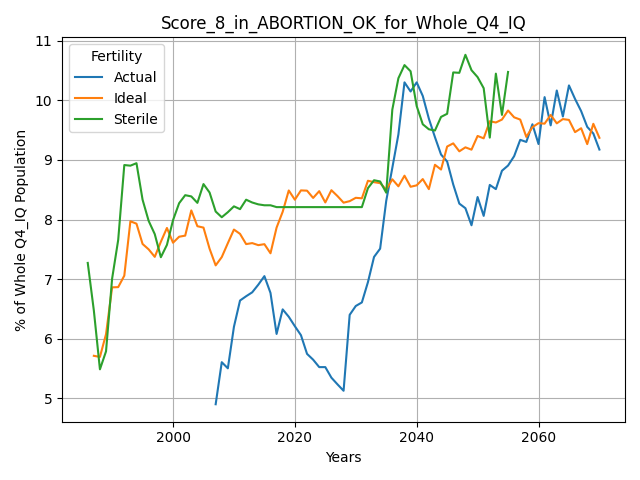 Score_8_in_ABORTION_OK_for_Whole_Q4_IQ
Fertility
Actual
Ideal
Sterile
% of Whole Q4_IQ Population
11
10
9
8
7
6
5
2000
2020
2040
2060
Years